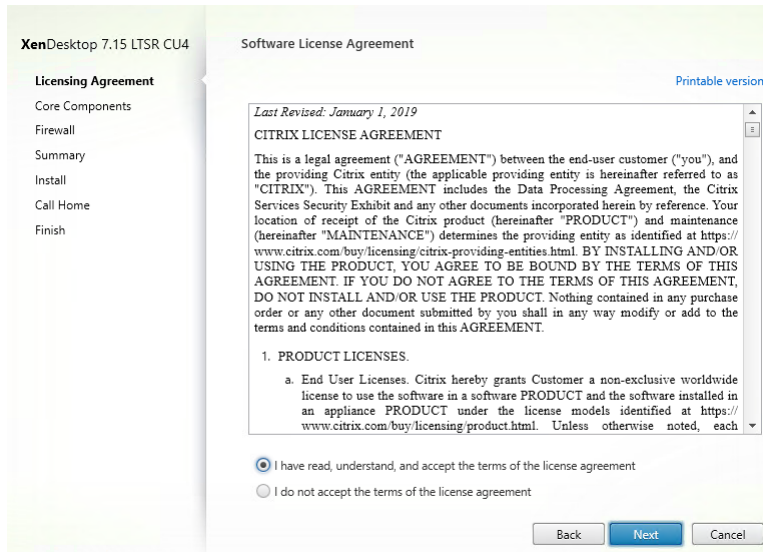 XenDesktop 7.15 LTSR CU4
Licensing Agreement
Core Components
Firewall
Summary
Install
Call Home
Finish
Software License Agreement
Printable version
Last Revised: January 1, 2019
CITRIX LICENSE AGREEMENT
This is a legal agreement ("AGREEMENT") between the end-user customer ("you"), and
the providing Citrix entity (the applicable providing entity is hereinafter referred to as
"CITRIX"). This AGREEMENT includes the Data Processing Agreement, the Citrix
Services Security Exhibit and any other documents incorporated herein by reference. Your
location of receipt of the Citrix product (hereinafter "PRODUCT") and maintenance
(hereinafter "MAINTENANCE") determines the providing entity as identified at https://
www.citrix.com/buy/licensing/citrix-providing-entities.html. BY INSTALLING AND/OR
USING THE PRODUCT, YOU AGREE TO BE BOUND BY THE TERMS OF THIS
AGREEMENT. IF YOU DO NOT AGREE TO THE TERMS OF THIS AGREEMENT,
DO NOT INSTALL AND/OR USE THE PRODUCT. Nothing contained in any purchase
order or any other document submitted by you shall in any way modify or add to the
terms and conditions contained in this AGREEMENT.
1. PRODUCT LICENSES.
a. End User Licenses. Citrix hereby grants Customer a non-exclusive worldwide
license to use the software in a software PRODUCT and the software installed in
an appliance PRODUCT under the license models identified at https://
www.citrix.com/buy/licensing/product.html. Unless otherwise noted, each
I have read, understand, and accept the terms of the license agreement
I do not accept the terms of the license agreement
Back
Next
Cancel